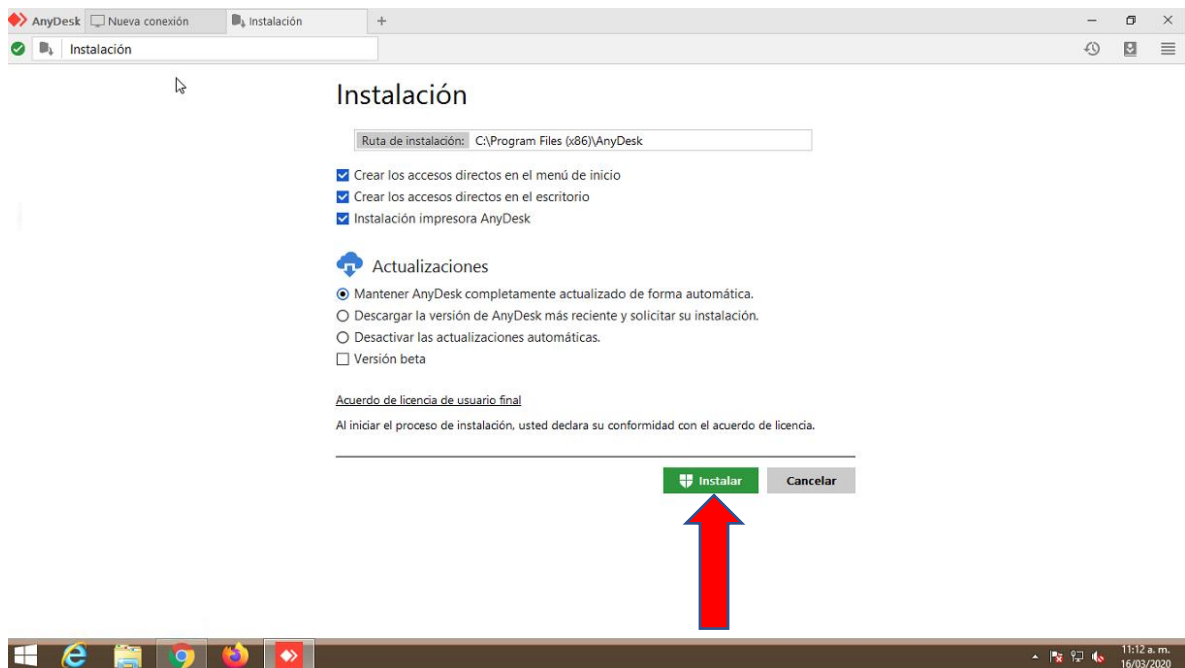 AnyDesk Nueva conexión Instalación
Instalación
Instalación
Ruta de instalación: C:\Program Files (x86)\AnyDesk
Crear los accesos directos en el menú de inicio
Crear los accesos directos en el escritorio
Instalación impresora AnyDesk
Actualizaciones
Mantener AnyDesk completamente actualizado de forma automática.
Descargar la versión de AnyDesk más reciente y solicitar su instalación.
Desactivar las actualizaciones automáticas.
Versión beta
Acuerdo de licencia de usuario final
Al iniciar el proceso de instalación, usted declara su conformidad con el acuerdo de licencia.
Instalar Cancelar
11:12 a. m.
16/03/2020